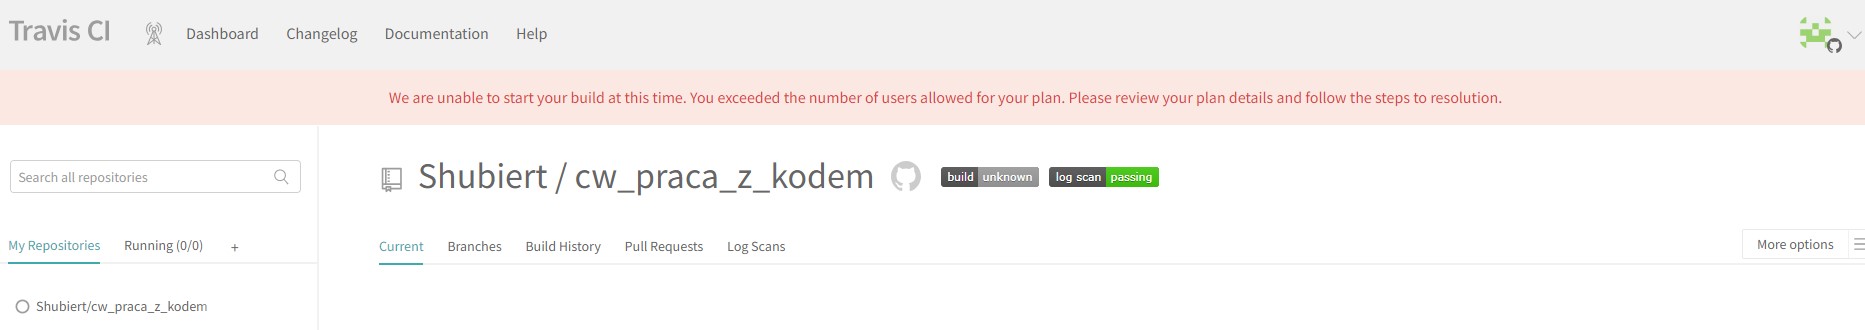 Travis CI Dashboard Changelog Documentation Help
We are unable to start your build at this time. You exceeded the number of users allowed for your plan. Please review your plan details and follow the steps to resolution.
Search all repositories
My Repositories Running (0/0) +
Shubiert/cw_praca_z_kodem
Shubiert / cw_praca_z_kodem build unknown log scan passing
Current Branches Build History Pull Requests Log Scans More options